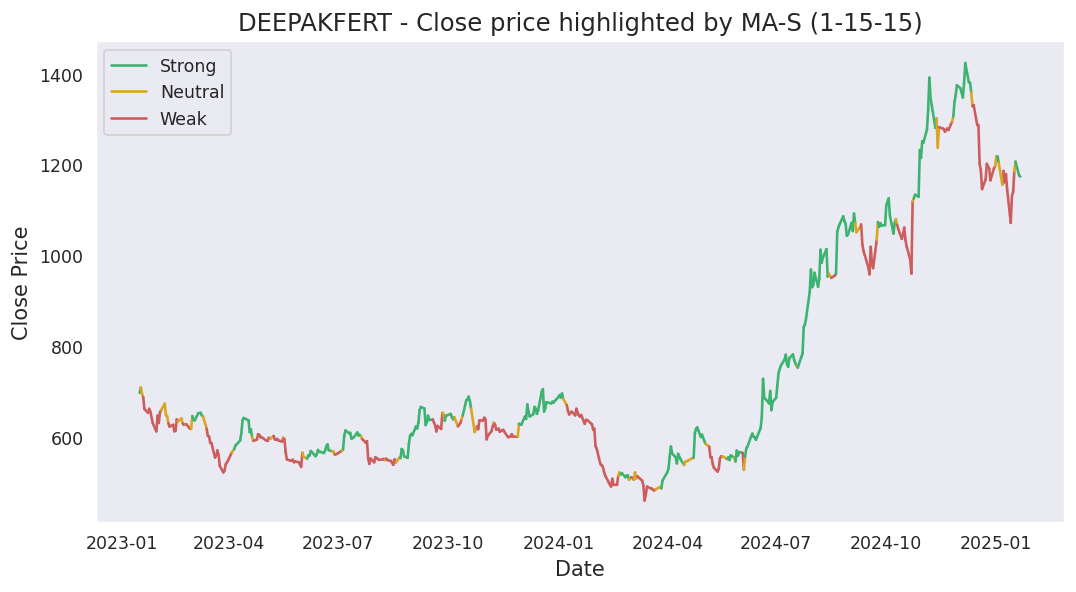 DEEPAKFERT - Close price highlighted by MA-S (1-15-15)
Strong
Neutral
Weak
1400
1200
1000
800
600
Close Price
2023-01 2023-04 2023-07 2023-10 2024-01 2024-04 2024-07 2024-10 2025-01
Date